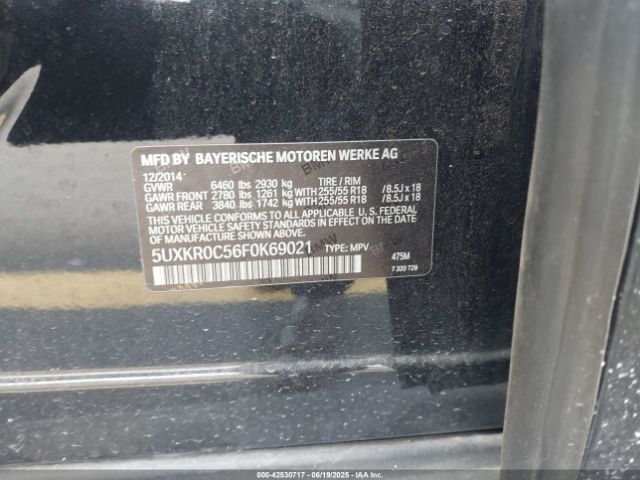 MFD BY BAYERISCHE MOTOREN WERKE AG
12/2014
GVWR 6460 lbs 2930 kg TIRE / RIM
GAWR FRONT 2780 lbs 1261 kg WITH 255/55 R18 /8.5J x 18
GAWR REAR 3840 lbs 1742 kg WITH 255/55 R18 /8.5J x 18
THIS VEHICLE CONFORMS TO ALL APPLICABLE U. S. FEDERAL
MOTOR VEHICLE SAFETY STANDARDS IN EFFECT ON THE
DATE OF MANUFACTURE SHOWN ABOVE.
5UXKR0C56F0K69021 TYPE: MPV 475M
7 320 729
000-42530717 - 06/19/2025 - IAA Inc.